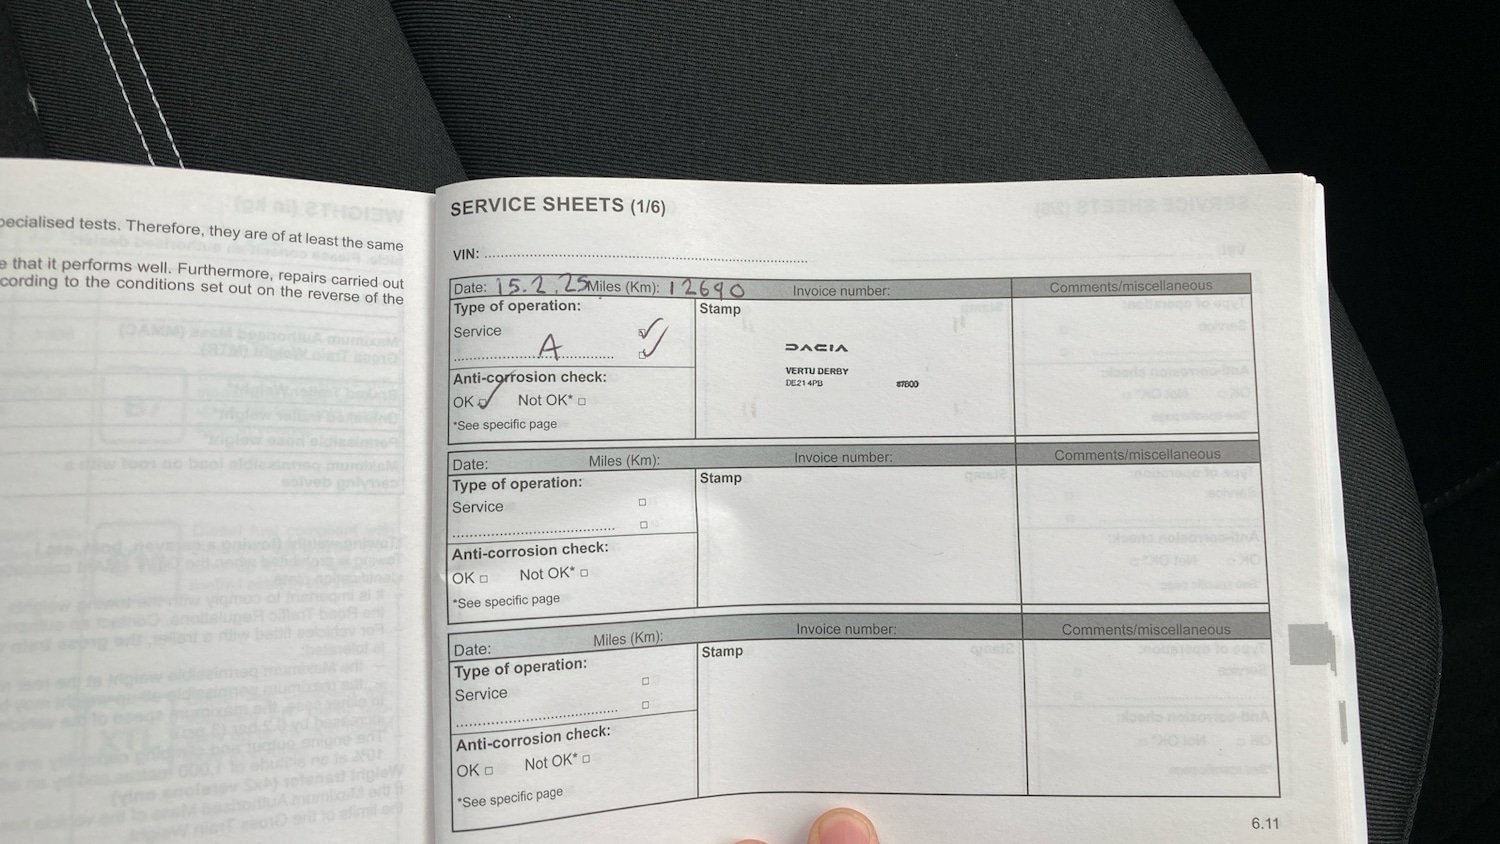 pecialised tests. Therefore, they are of at least the same
e that it performs well. Furthermore, repairs carried out
cording to the conditions set out on the reverse of the
SERVICE SHEETS (1/6)
VIN:
Date: 15.2.25 Miles (Km): 12690 Invoice number: Comments/miscellaneous
Type of operation: Stamp
Service
A
DACIA
VERTU DERBY
DE21 4PB 87800
Anti-corrosion check:
OK Not OK*
*See specific page
Date: Miles (Km): Invoice number: Comments/miscellaneous
Type of operation: Stamp
Service
Anti-corrosion check:
OK Not OK*
*See specific page
Date: Miles (Km): Invoice number: Comments/miscellaneous
Type of operation: Stamp
Service
Anti-corrosion check:
OK Not OK*
*See specific page
6.11